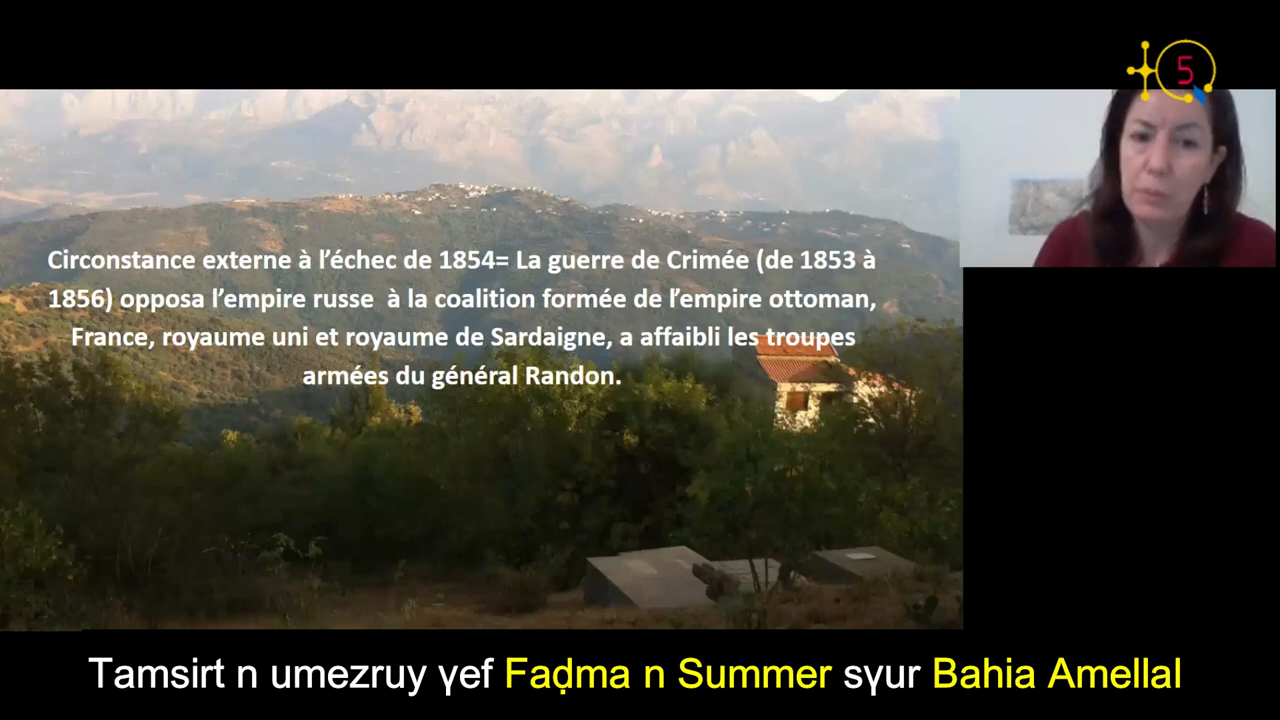 5
Circonstance externe à l’échec de 1854= La guerre de Crimée (de 1853 à
1856) opposa l’empire russe  à la coalition formée de l’empire ottoman,
France, royaume uni et royaume de Sardaigne, a affaibli les troupes
armées du général Randon.
Tamsirt n umezruy γef Faḍma n Summer sγur Bahia Amellal